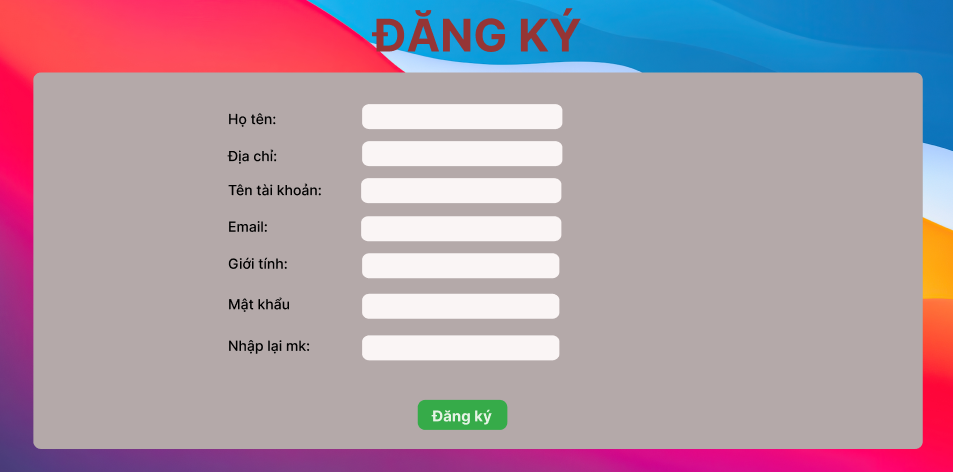 ĐĂNG KÝ
Họ tên:
Địa chỉ:
Tên tài khoản:
Email:
Giới tính:
Mật khẩu
Nhập lại mk:
Đăng ký